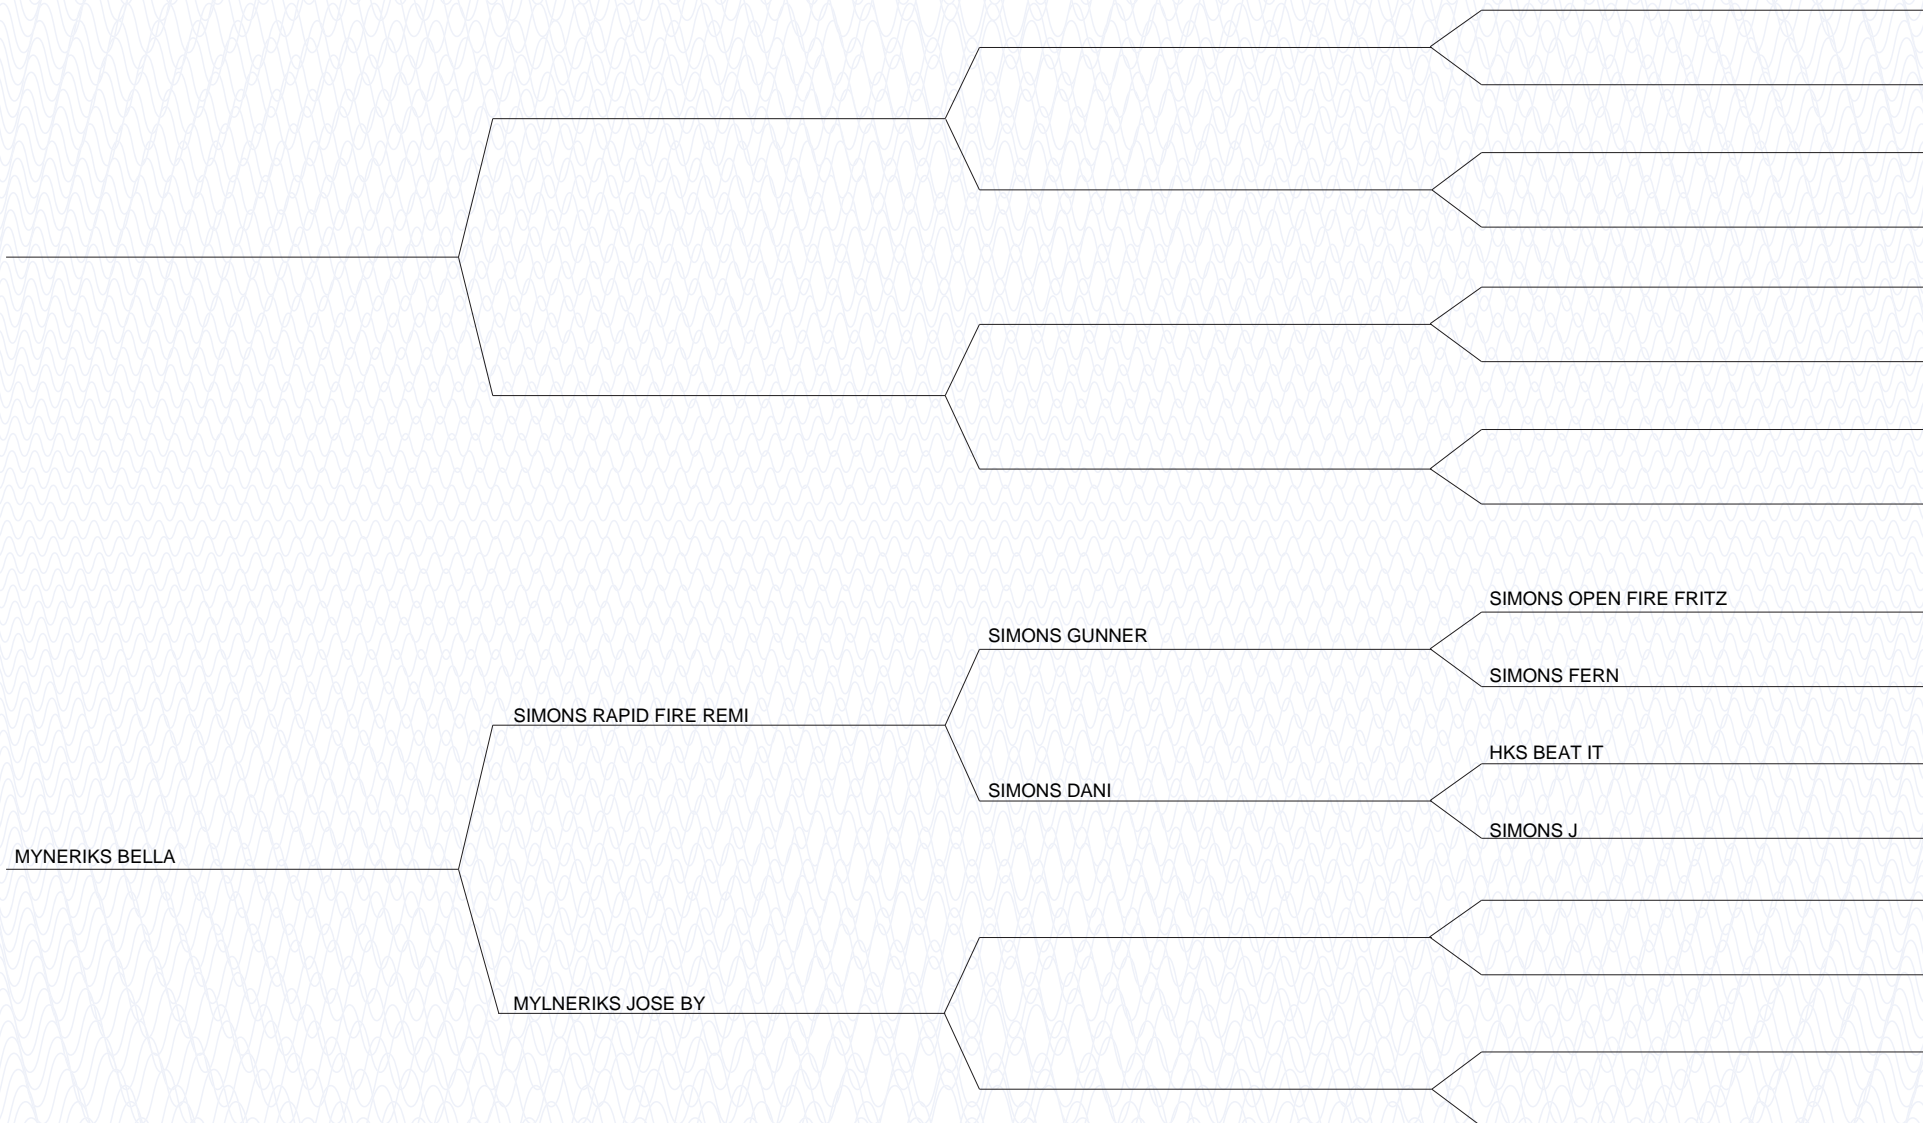 SIMONS OPEN FIRE FRITZ
SIMONS GUNNER
SIMONS FERN
SIMONS RAPID FIRE REMI
HKS BEAT IT
SIMONS DANI
SIMONS J
MYNERIKS BELLA
MYLNERIKS JOSE BY